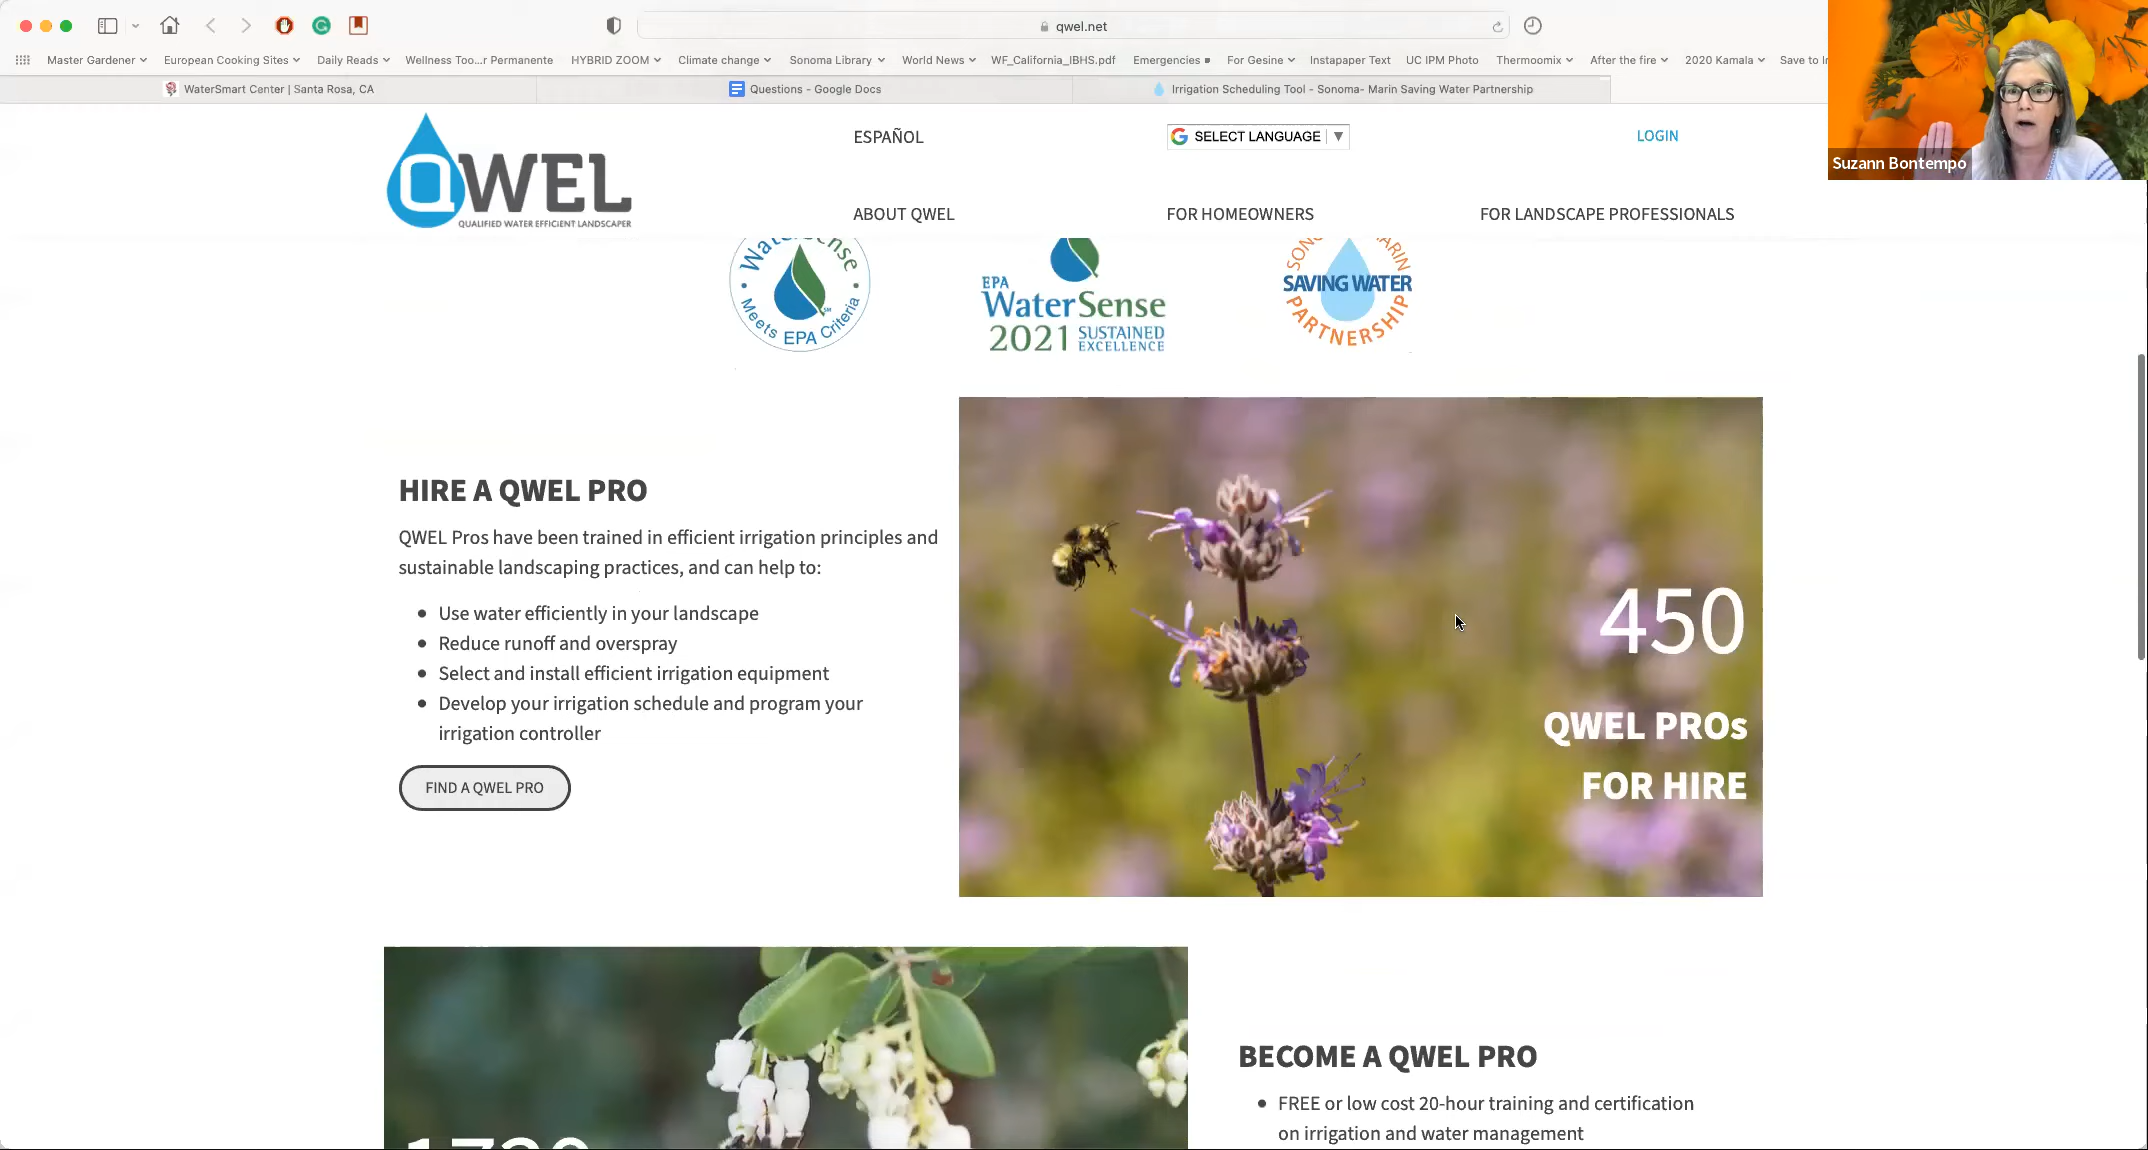 qwel.net
Master Gardener
European Cooking Sites
Daily Reads
Wellness Too...r Permanente
HYBRID ZOOM
Climate change
Sonoma Library
World News
WF_California_IBHS.pdf
Emergencies
For Gesine
Instapaper Text
UC IPM Photo
Thermoomix
After the fire
2020 Kamala
Save to In
WaterSmart Center | Santa Rosa, CA
Questions - Google Docs
Irrigation Scheduling Tool - Sonoma- Marin Saving Water Partnership
Suzann Bontempo
QWEL
QUALIFIED WATER EFFICIENT LANDSCAPER
ESPAÑOL
SELECT LANGUAGE
LOGIN
ABOUT QWEL
FOR HOMEOWNERS
FOR LANDSCAPE PROFESSIONALS
WaterSense
Meets EPA Criteria
EPA
WaterSense
2021 SUSTAINED
EXCELLENCE
SAVING WATER
PARTNERSHIP
HIRE A QWEL PRO
QWEL Pros have been trained in efficient irrigation principles and
sustainable landscaping practices, and can help to:
• Use water efficiently in your landscape
• Reduce runoff and overspray
• Select and install efficient irrigation equipment
• Develop your irrigation schedule and program your
irrigation controller
FIND A QWEL PRO
450
QWEL PROs
FOR HIRE
BECOME A QWEL PRO
• FREE or low cost 20-hour training and certification
on irrigation and water management